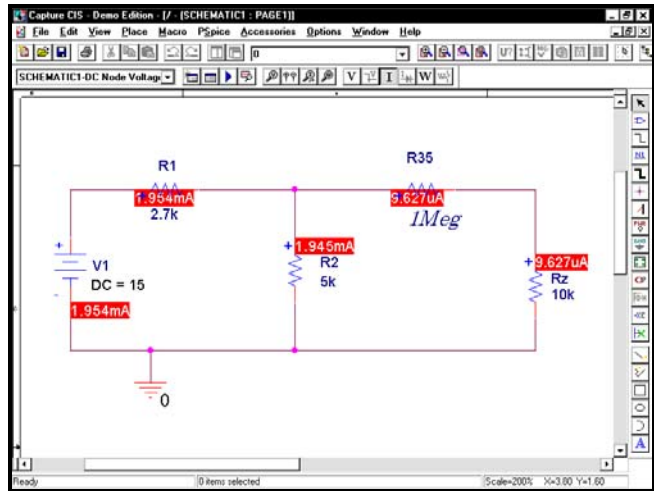 Capture CIS - Demo Edition - [/ - (SCHEMATIC1 : PAGE1)]
File Edit View Place Macro PSpice Accessories Options Window Help
0
SCHEMATIC1-DC Node Voltag
V I W
R1
1.954mA
2.7k
R35
9.627uA
1Meg
+
V1
DC = 15
-
1.954mA
+
1.945mA
R2
5k
+
9.627uA
Rz
10k
0
Ready
0 items selected
Scale=200% X=3.80 Y=1.60